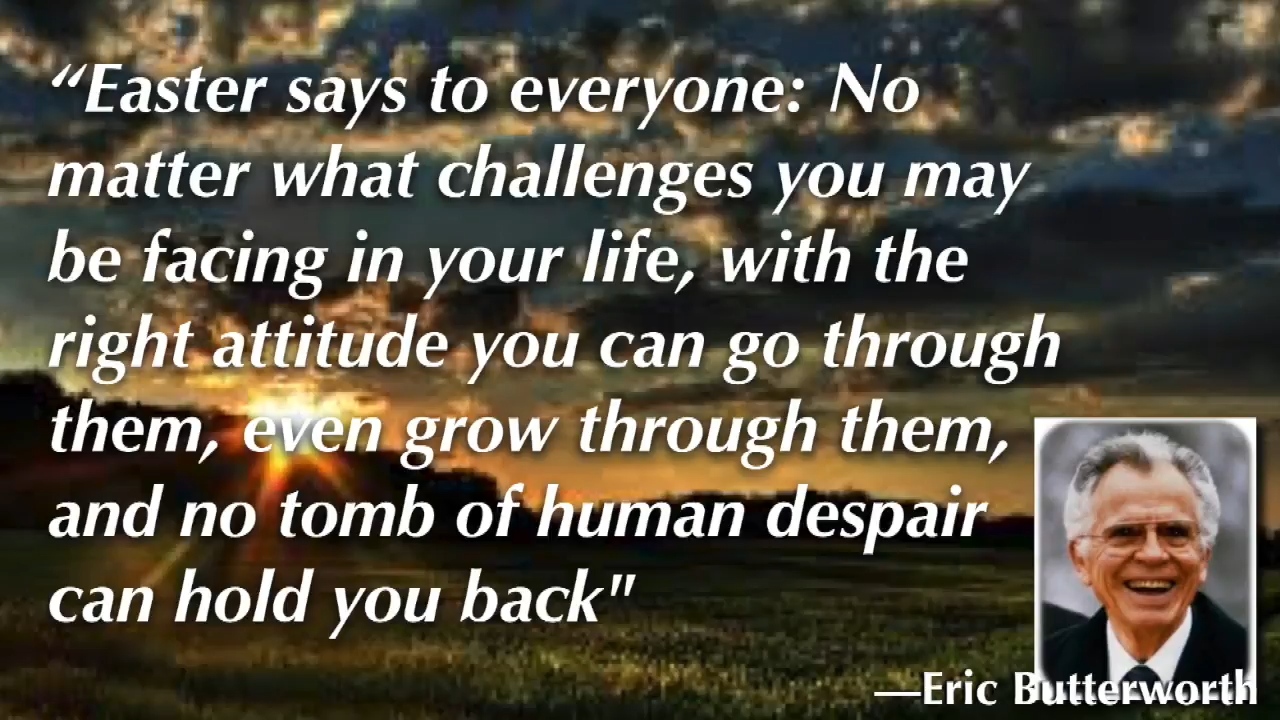 “Easter says to everyone: No
matter what challenges you may
be facing in your life, with the
right attitude you can go through
them, even grow through them,
and no tomb of human despair
can hold you back"
—Eric Butterworth